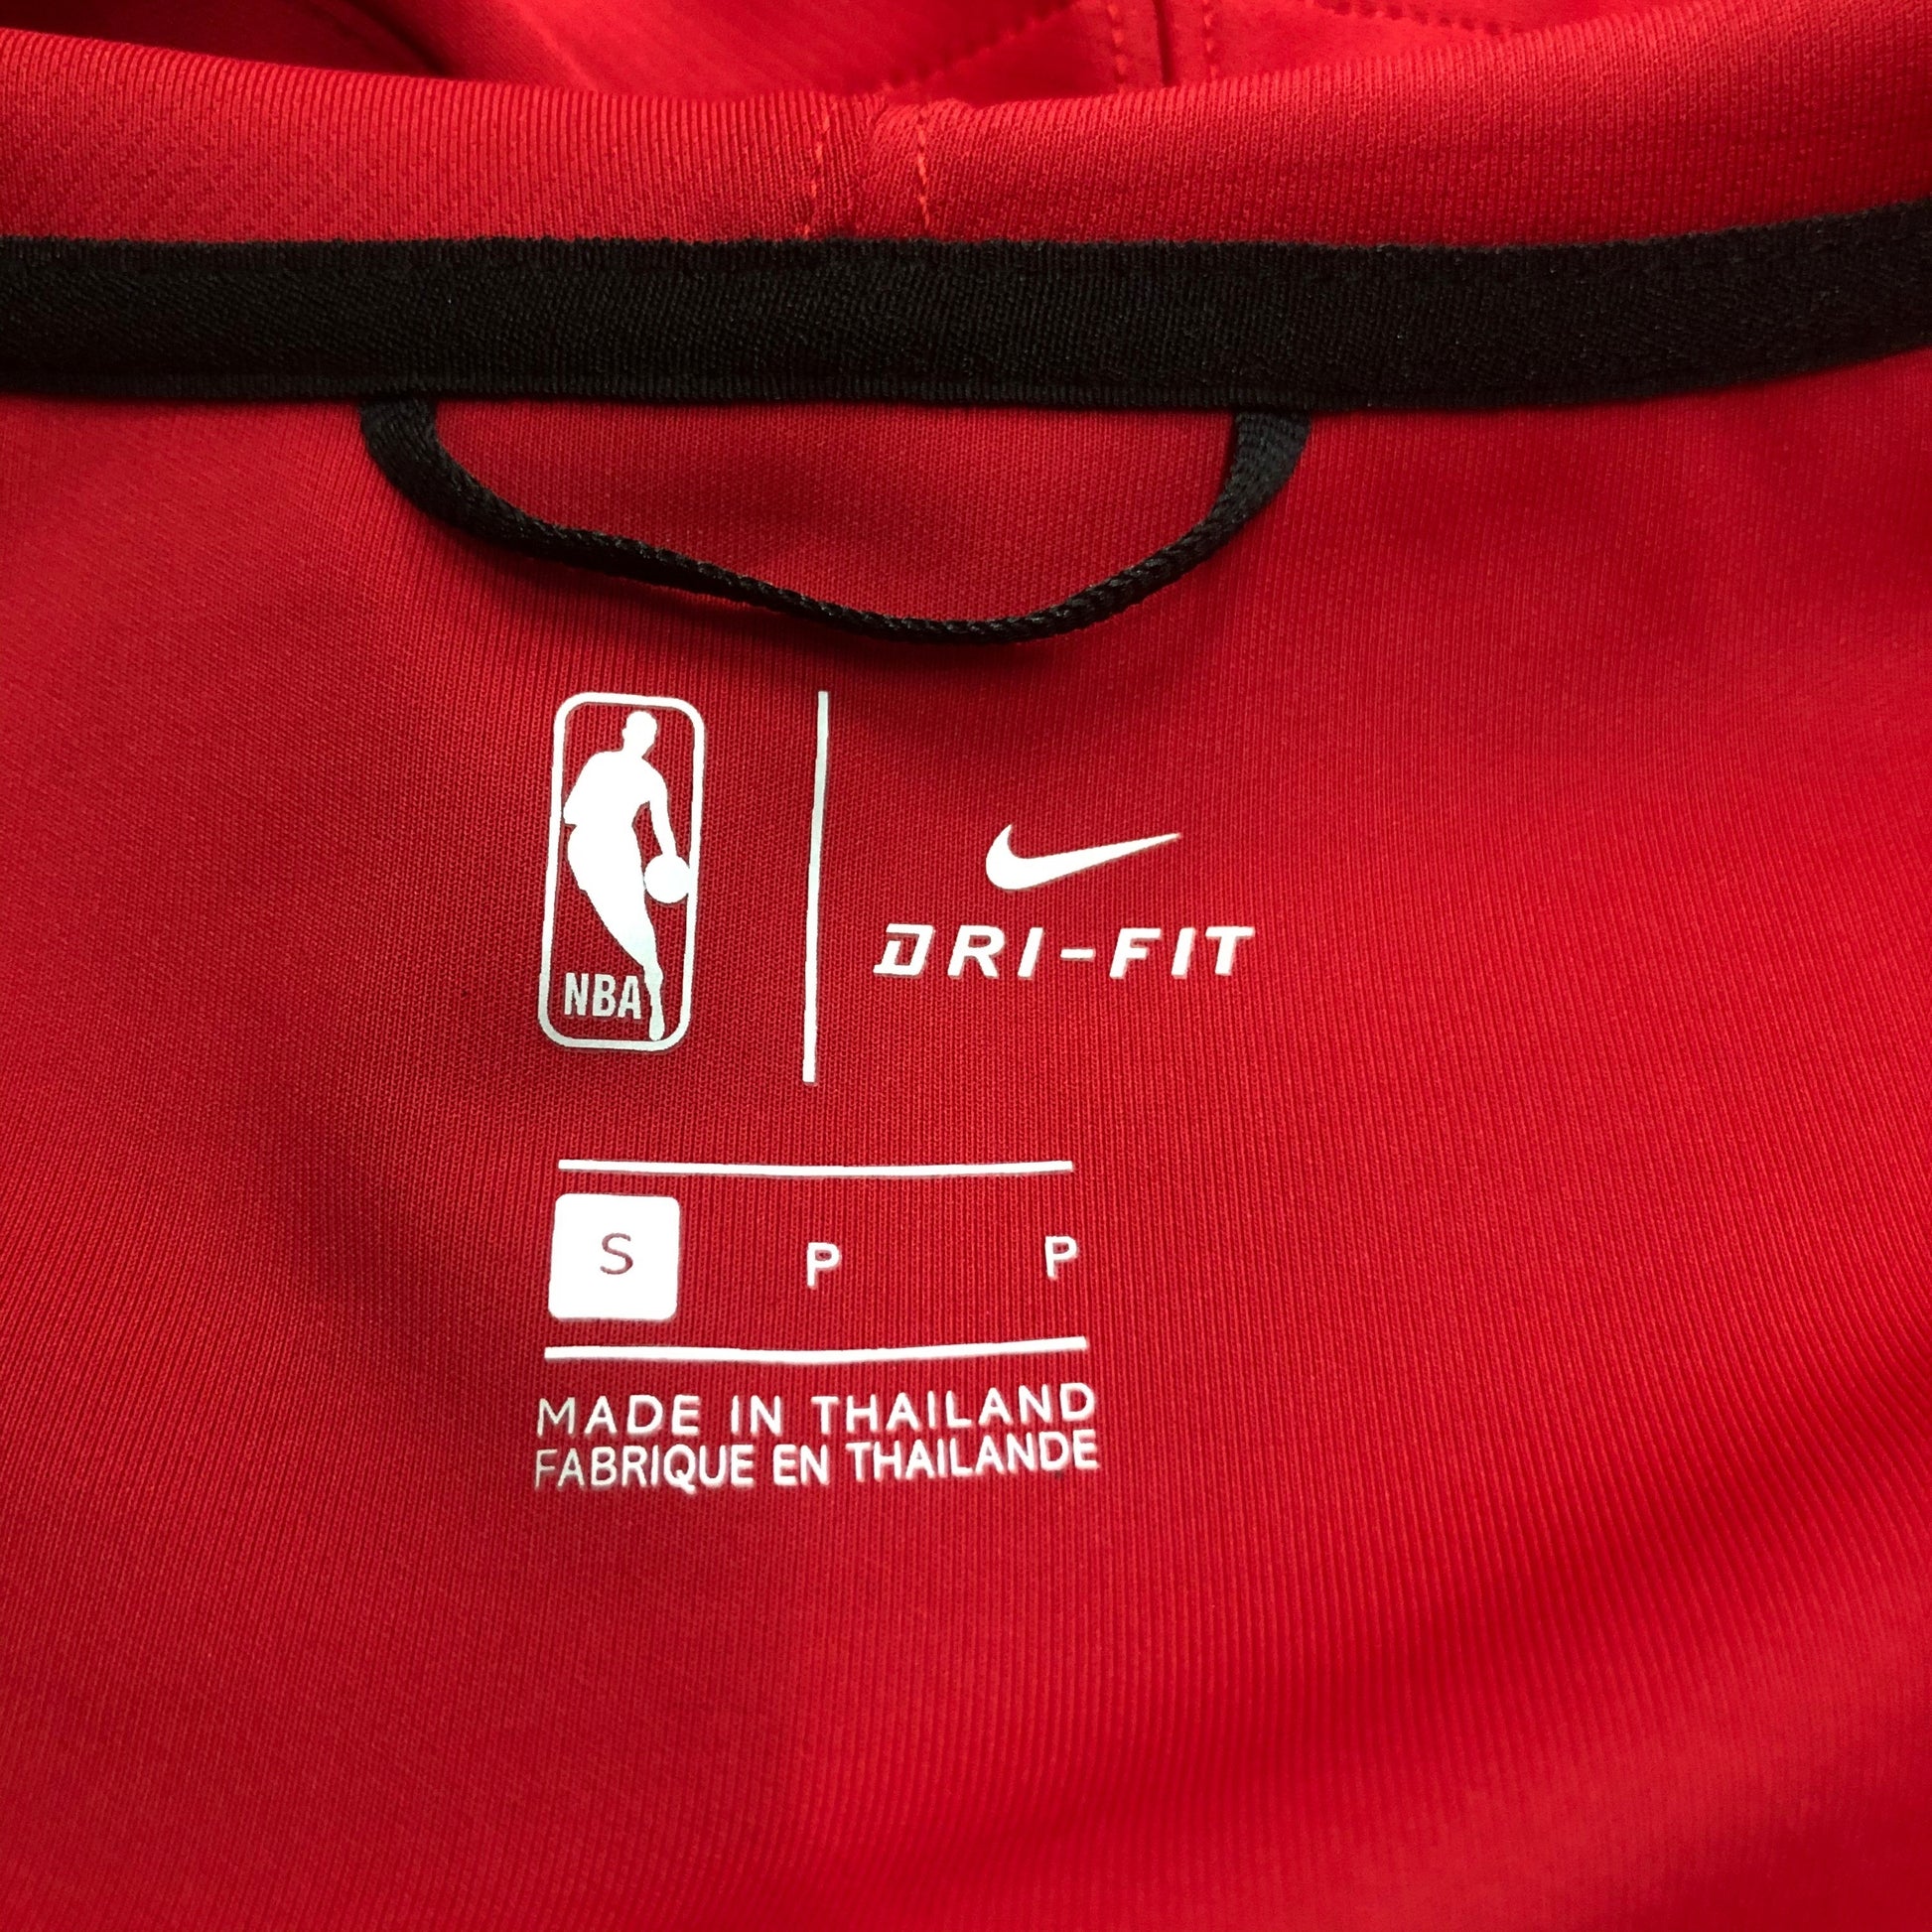 NBA
DRI-FIT
S P P
MADE IN THAILAND
FABRIQUE EN THAILANDE